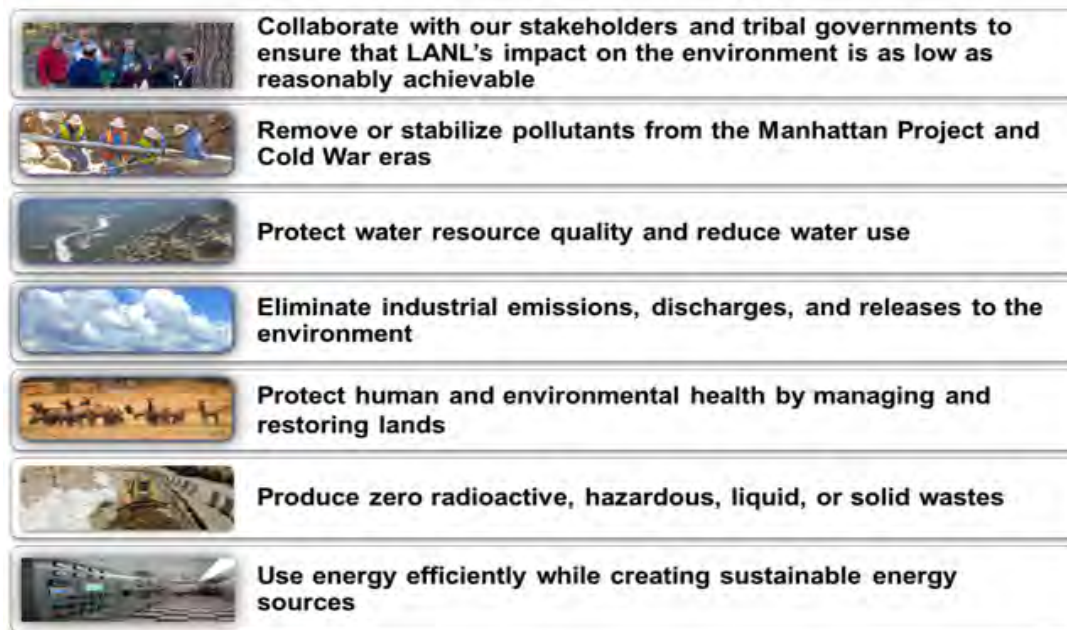 Collaborate with our stakeholders and tribal governments to
ensure that LANL's impact on the environment is as low as
reasonably achievable
Remove or stabilize pollutants from the Manhattan Project and
Cold War eras
Protect water resource quality and reduce water use
Eliminate industrial emissions, discharges, and releases to the
environment
Protect human and environmental health by managing and
restoring lands
Produce zero radioactive, hazardous, liquid, or solid wastes
Use energy efficiently while creating sustainable energy
sources